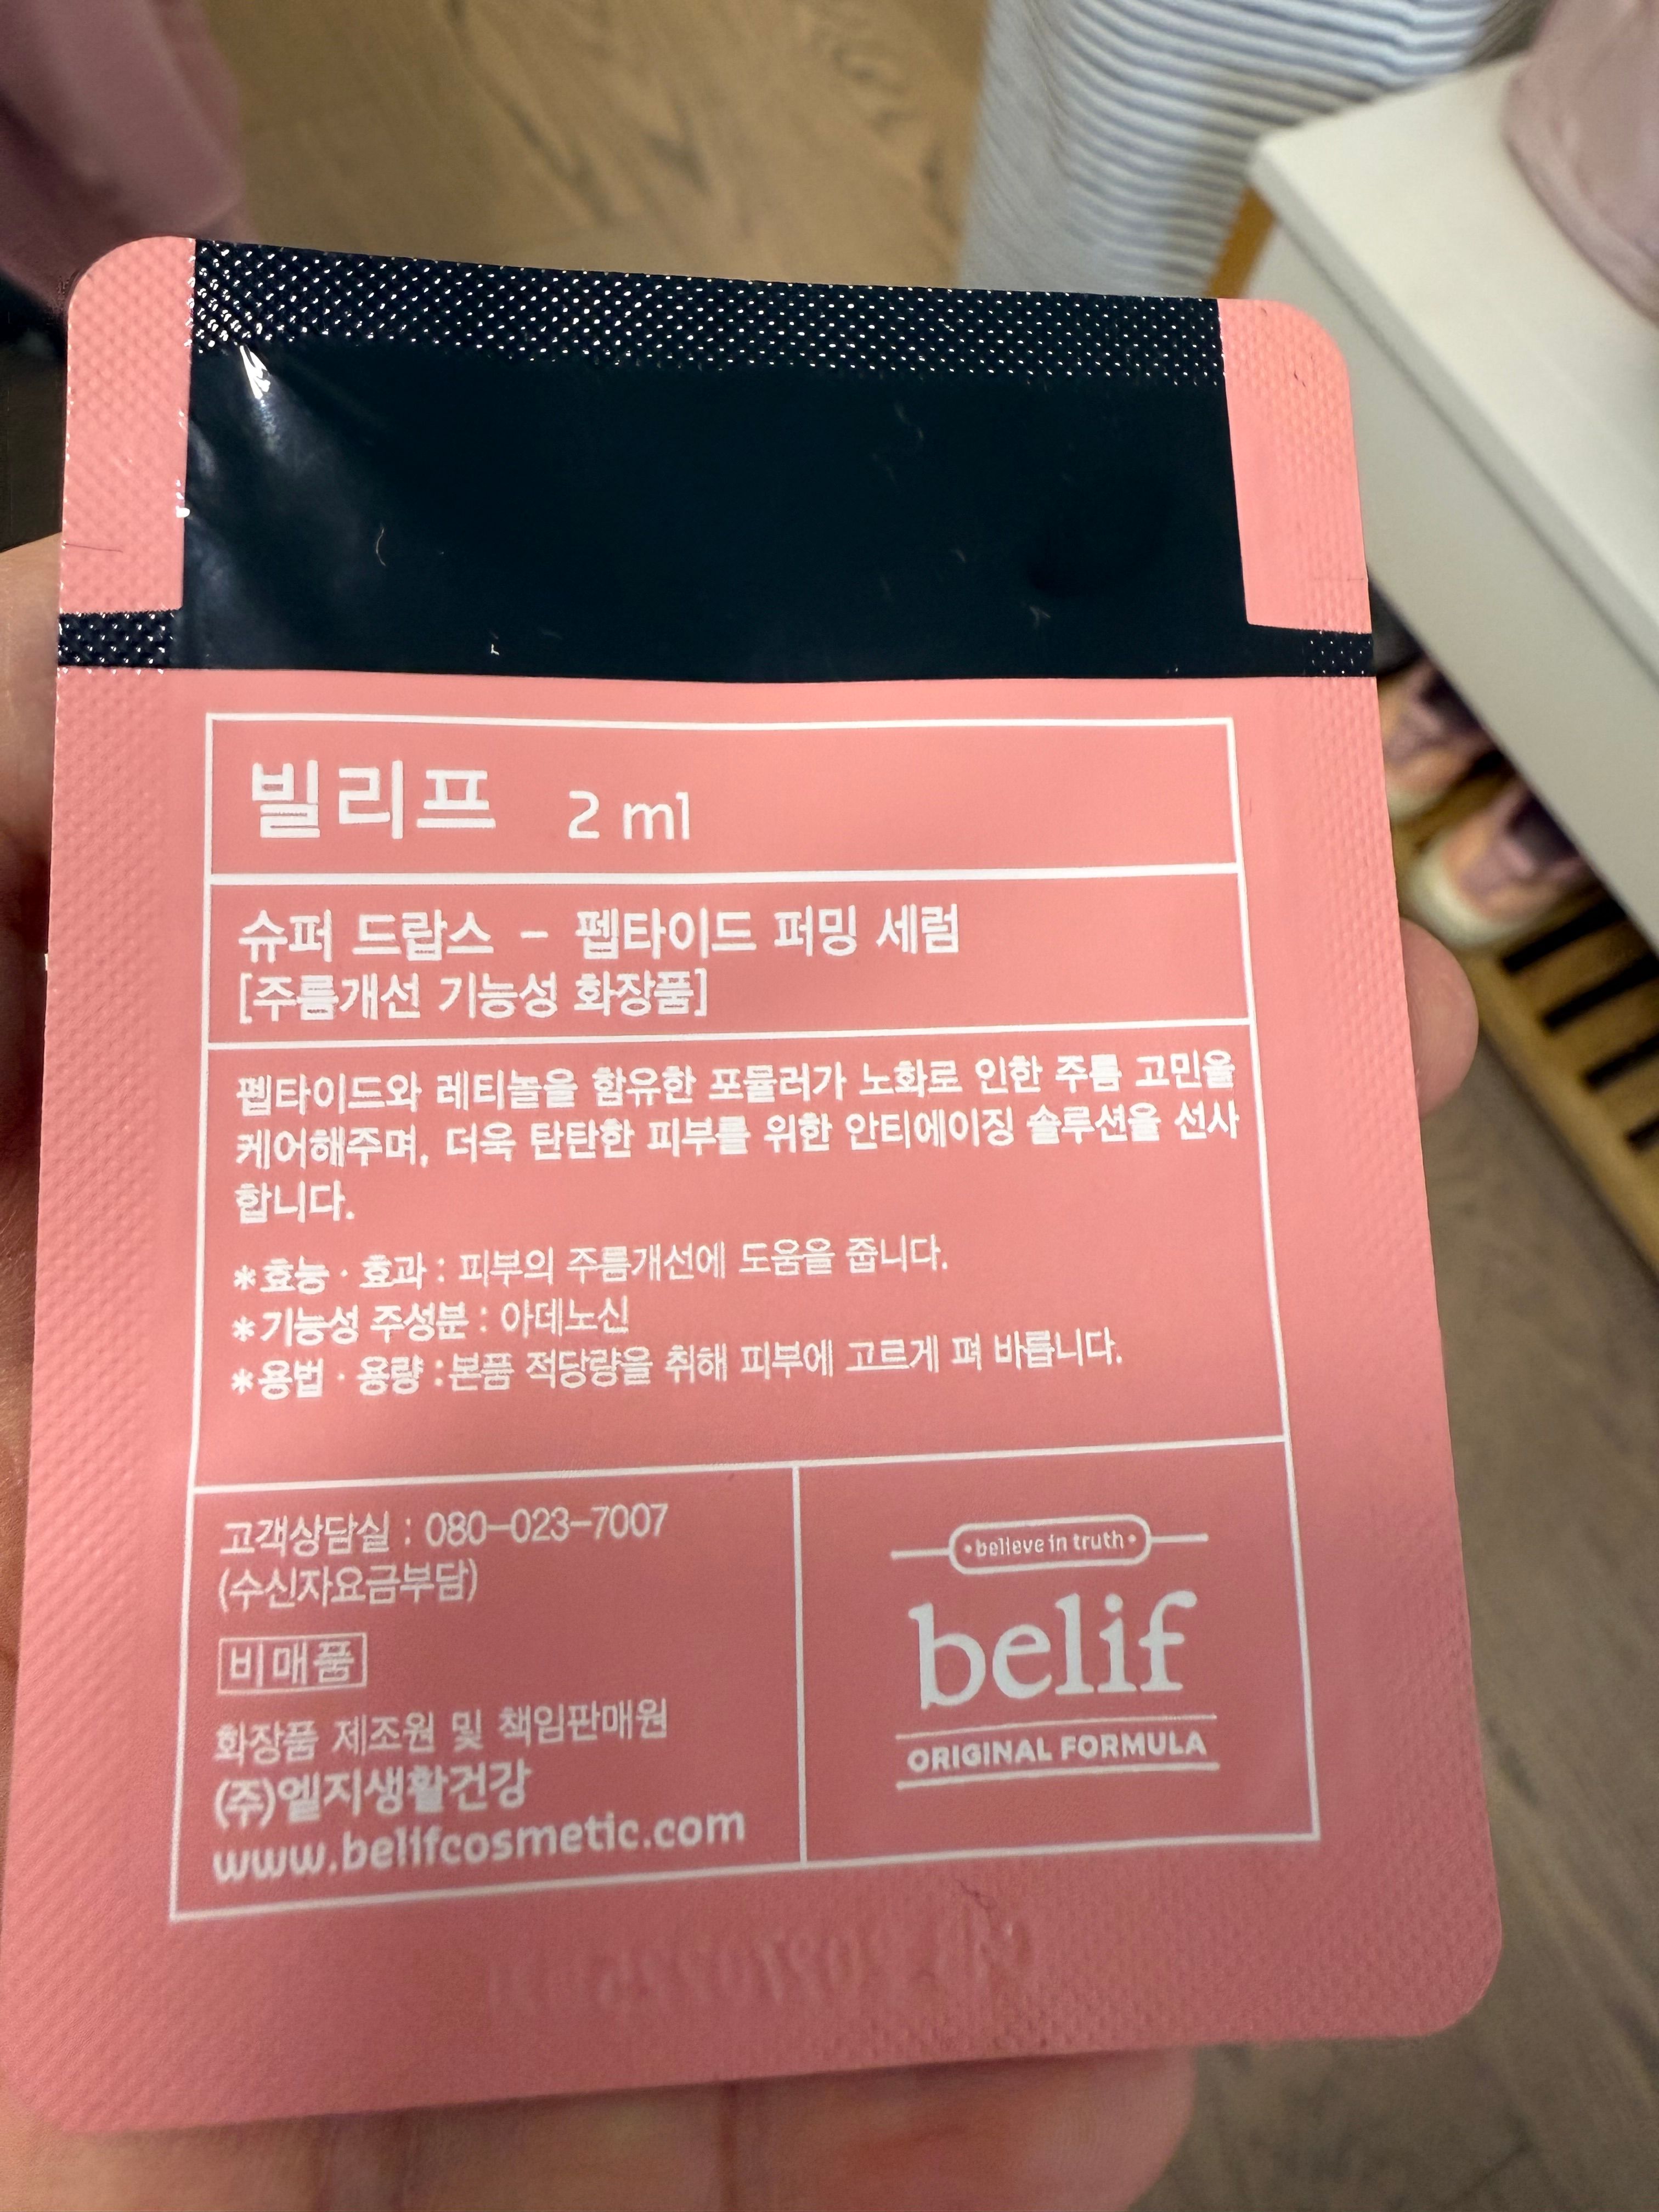 빌리프 2 ml
슈퍼 드랍스 - 펩타이드 퍼밍 세럼
[주름개선 기능성 화장품]
펩타이드와 레티놀을 함유한 포뮬러가 노화로 인한 주름 고민을
케어해주며, 더욱 탄탄한 피부를 위한 안티에이징 솔루션을 선사
합니다.
*효능 · 효과 : 피부의 주름개선에 도움을 줍니다.
*기능성 주성분 : 아데노신
*용법 · 용량 : 본품 적당량을 취해 피부에 고르게 펴 바릅니다.
고객상담실 : 080-023-7007
(수신자요금부담)
비매품
화장품 제조원 및 책임판매원
(주)엘지생활건강
www.belifcosmetic.com
•believe in truth•
belif
ORIGINAL FORMULA